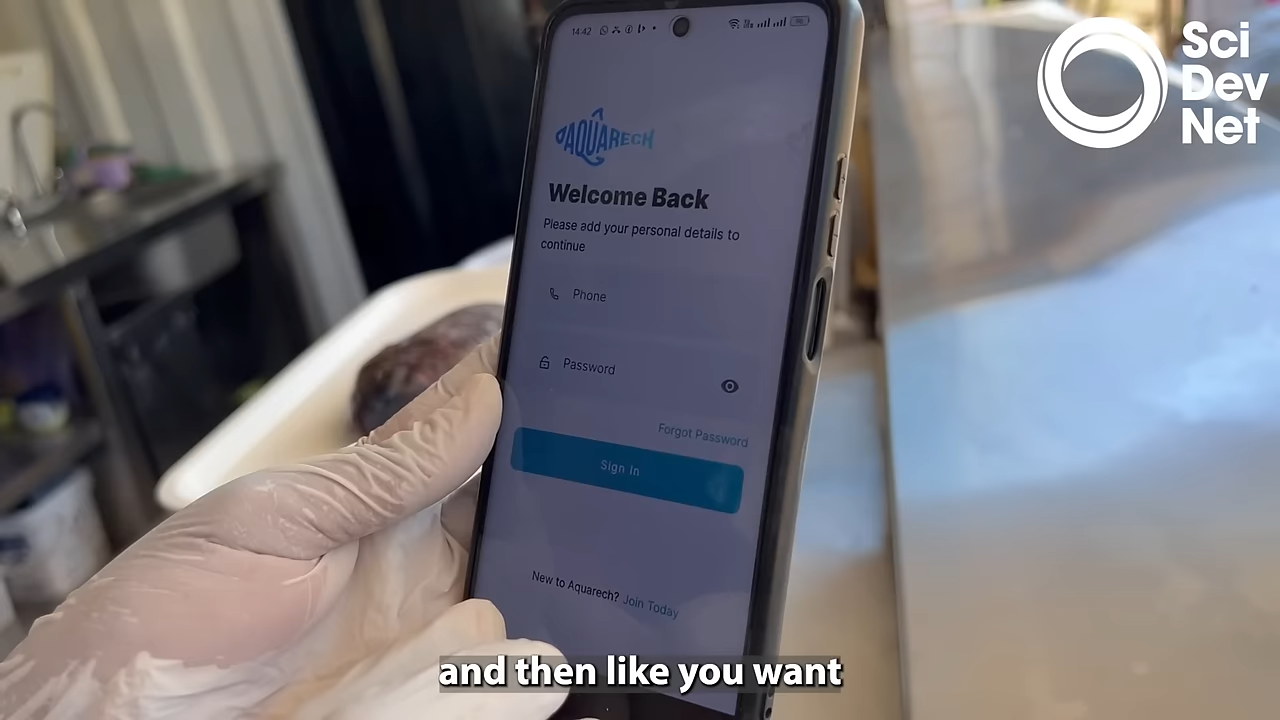 14:42
AQUARECH
Welcome Back
Please add your personal details to
continue
Phone
Password
Forgot Password
Sign In
New to Aquarech? Join Today
Sci
Dev
Net
and then like you want